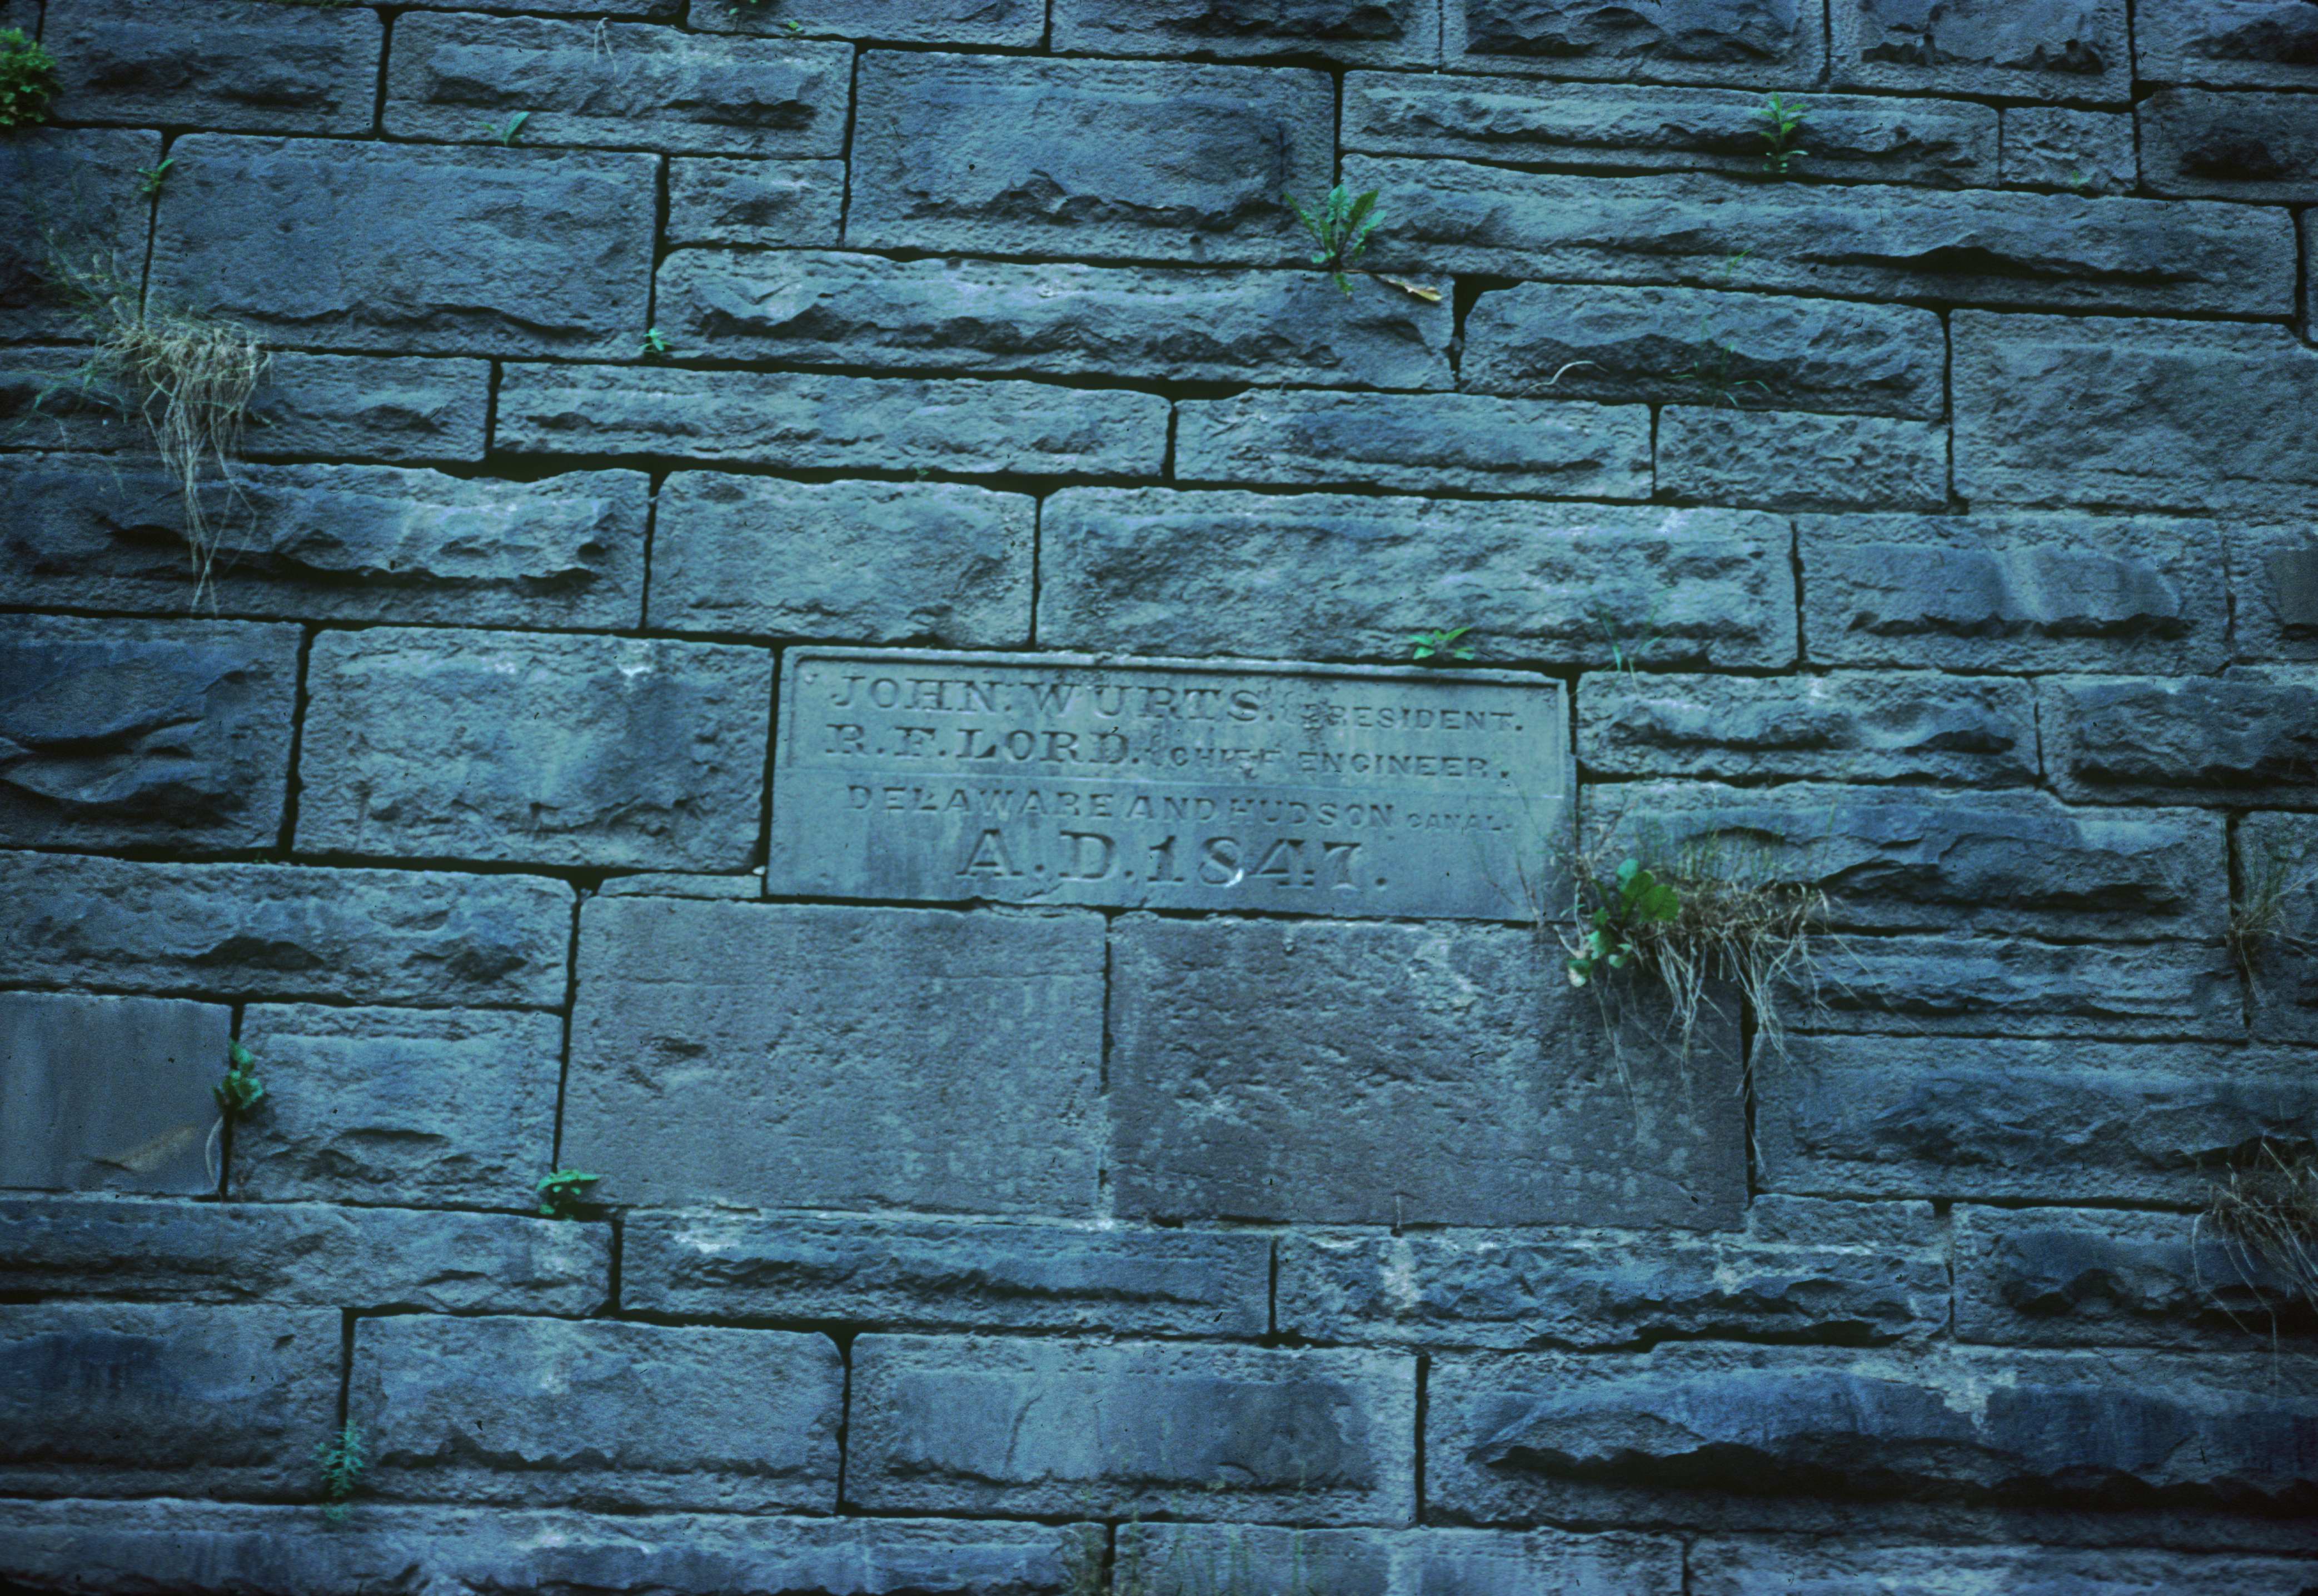 JOHN. WURTS. (PRESIDENT.
R. F. LORD. (CHIEF ENGINEER.
DELAWARE AND HUDSON CANAL.
A.D. 1847.